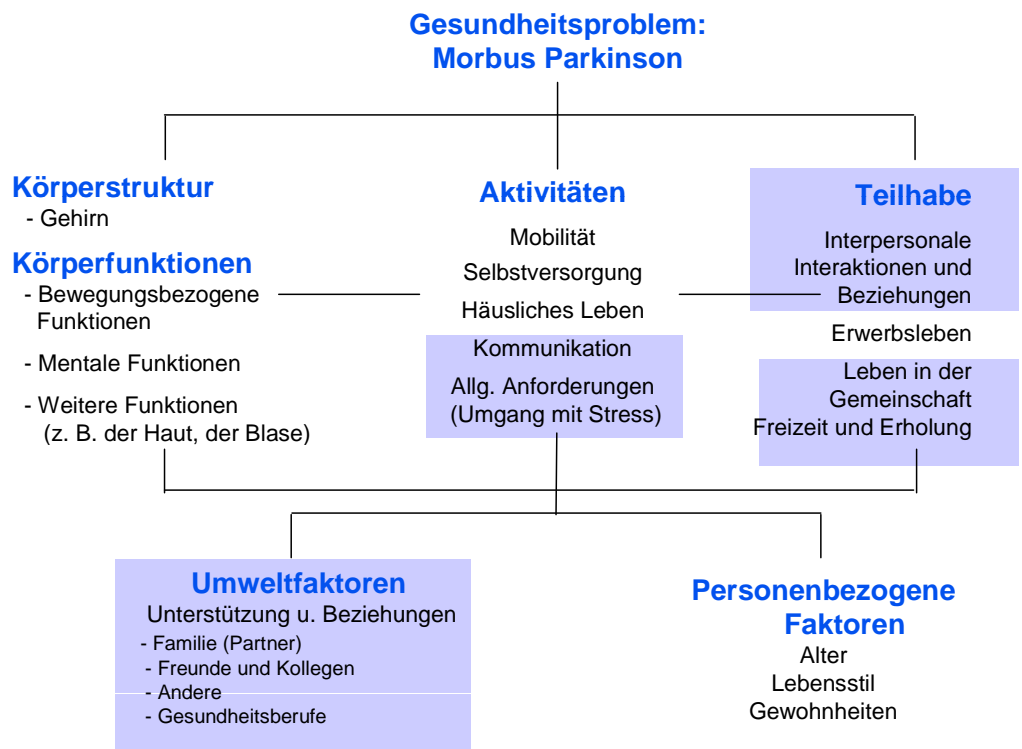 Gesundheitsproblem:
Morbus Parkinson
Körperstruktur
- Gehirn
Körperfunktionen
- Bewegungsbezogene
Funktionen
- Mentale Funktionen
- Weitere Funktionen
(z. B. der Haut, der Blase)
Aktivitäten
Mobilität
Selbstversorgung
Häusliches Leben
Kommunikation
Allg. Anforderungen
(Umgang mit Stress)
Teilhabe
Interpersonale
Interaktionen und
Beziehungen
Erwerbsleben
Leben in der
Gemeinschaft
Freizeit und Erholung
Umweltfaktoren
Unterstützung u. Beziehungen
- Familie (Partner)
- Freunde und Kollegen
- Andere
- Gesundheitsberufe
Personenbezogene
Faktoren
Alter
Lebensstil
Gewohnheiten